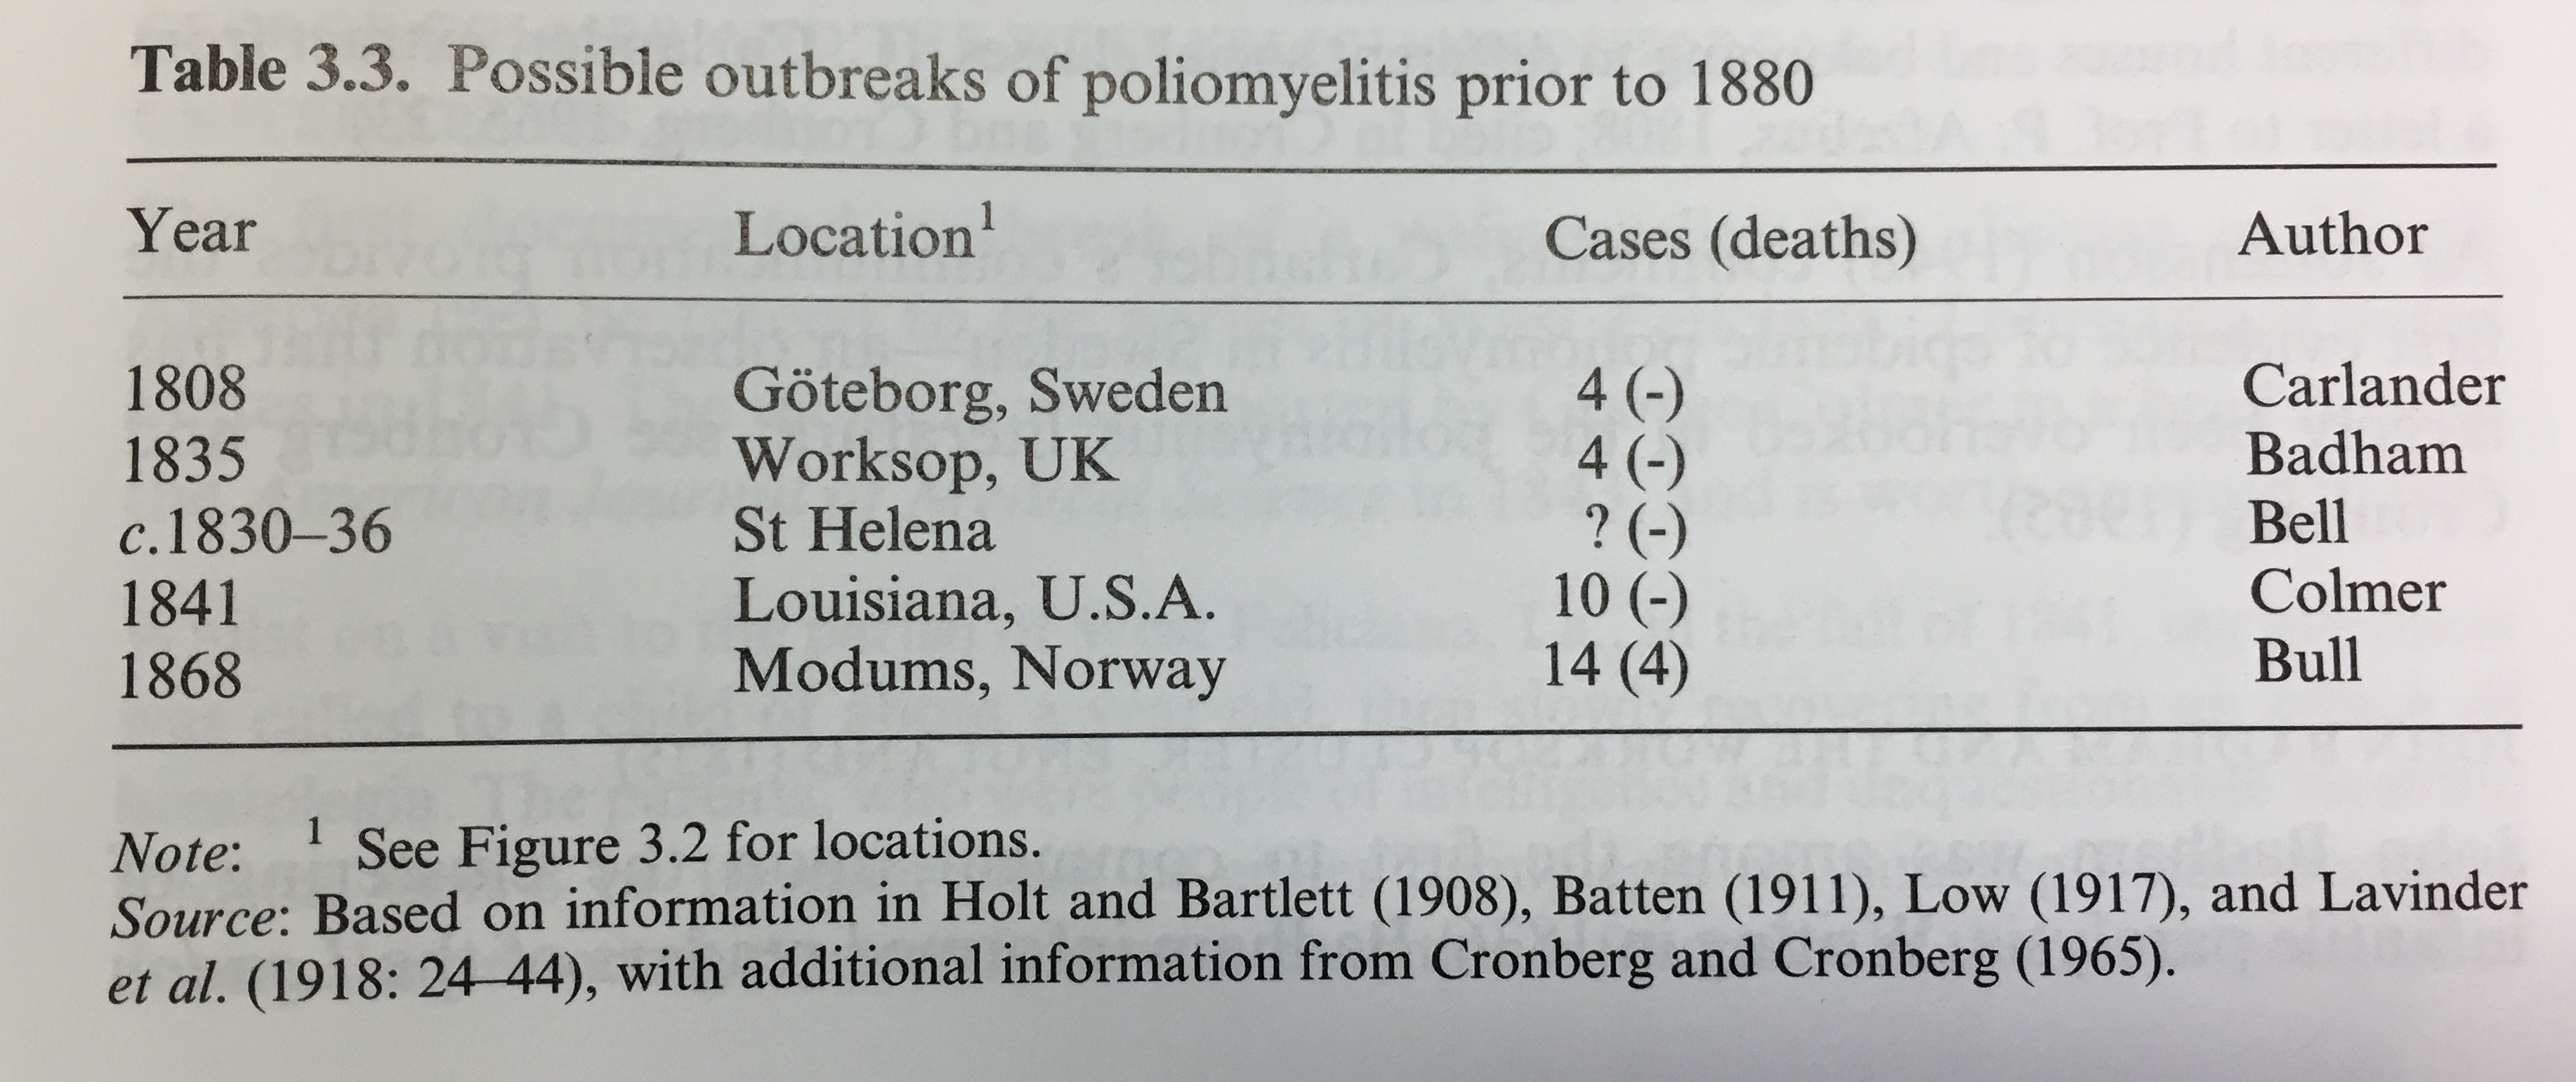 Table 3.3. Possible outbreaks of poliomyelitis prior to 1880
Year Location¹ Cases (deaths) Author
1808 Göteborg, Sweden 4 (-) Carlander
1835 Worksop, UK 4 (-) Badham
c.1830–36 St Helena ? (-) Bell
1841 Louisiana, U.S.A. 10 (-) Colmer
1868 Modums, Norway 14 (4) Bull
Note: ¹ See Figure 3.2 for locations.
Source: Based on information in Holt and Bartlett (1908), Batten (1911), Low (1917), and Lavinder
et al. (1918: 24–44), with additional information from Cronberg and Cronberg (1965).